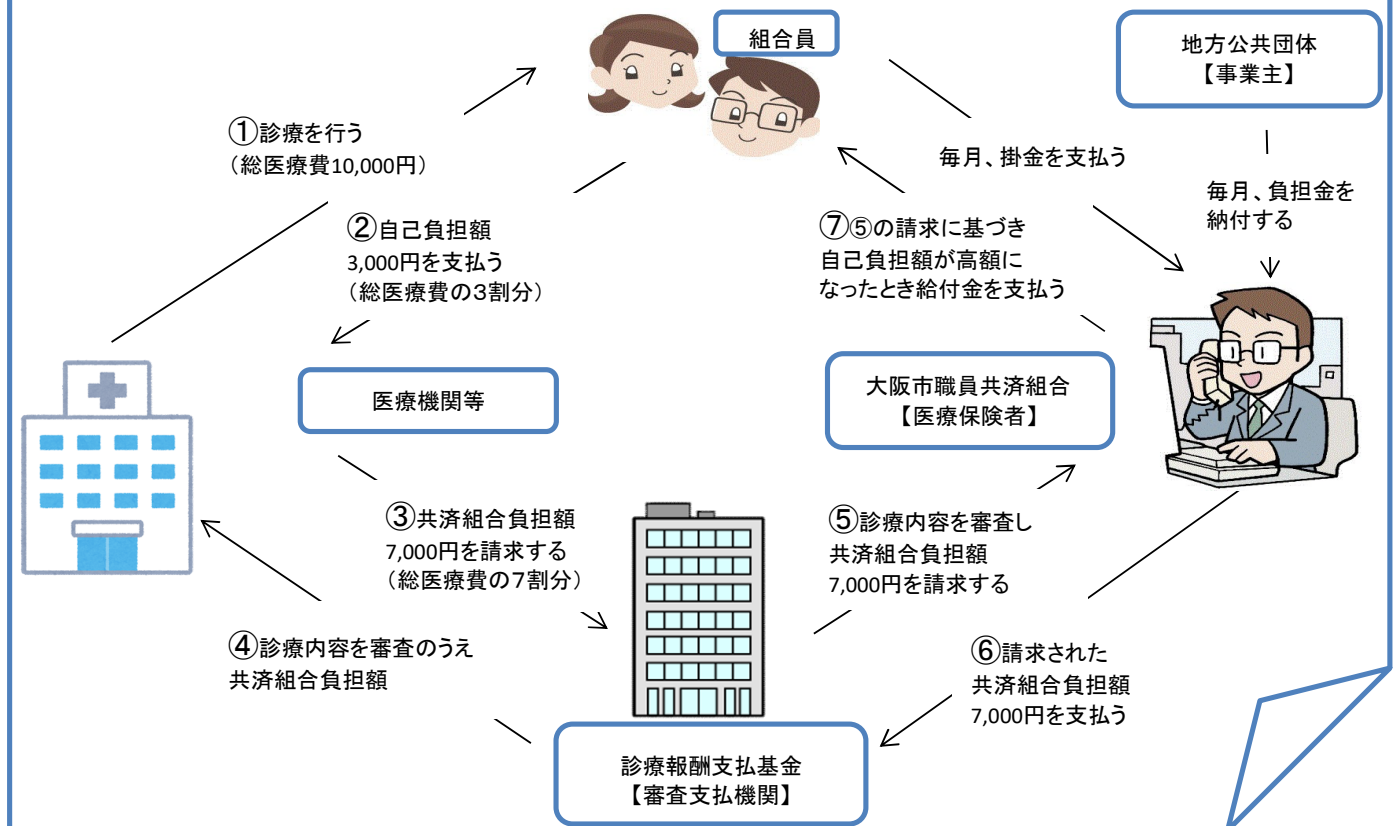 組合員
地方公共団体
【事業主】
①診療を行う
（総医療費10,000円）
毎月、掛金を支払う
毎月、負担金を
納付する
②自己負担額
3,000円を支払う
（総医療費の３割分）
⑦⑤の請求に基づき
自己負担額が高額に
なったとき給付金を支払う
医療機関等
大阪市職員共済組合
【医療保険者】
③共済組合負担額
7,000円を請求する
（総医療費の７割分）
⑤診療内容を審査し
共済組合負担額
7,000円を請求する
④診療内容を審査のうえ
共済組合負担額
⑥請求された
共済組合負担額
7,000円を支払う
診療報酬支払基金
【審査支払機関】